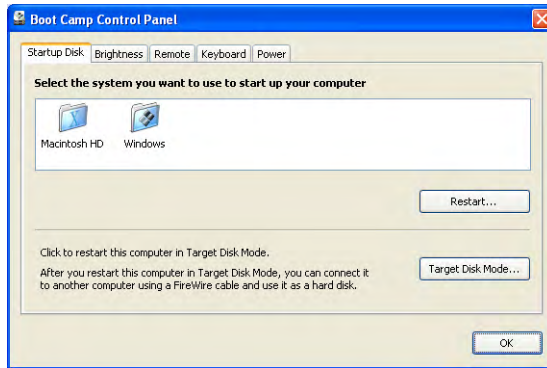 Boot Camp Control Panel
Startup Disk Brightness Remote Keyboard Power
Select the system you want to use to start up your computer
Macintosh HD Windows
Restart...
Click to restart this computer in Target Disk Mode.
After you restart this computer in Target Disk Mode, you can connect it
to another computer using a FireWire cable and use it as a hard disk.
Target Disk Mode...
OK